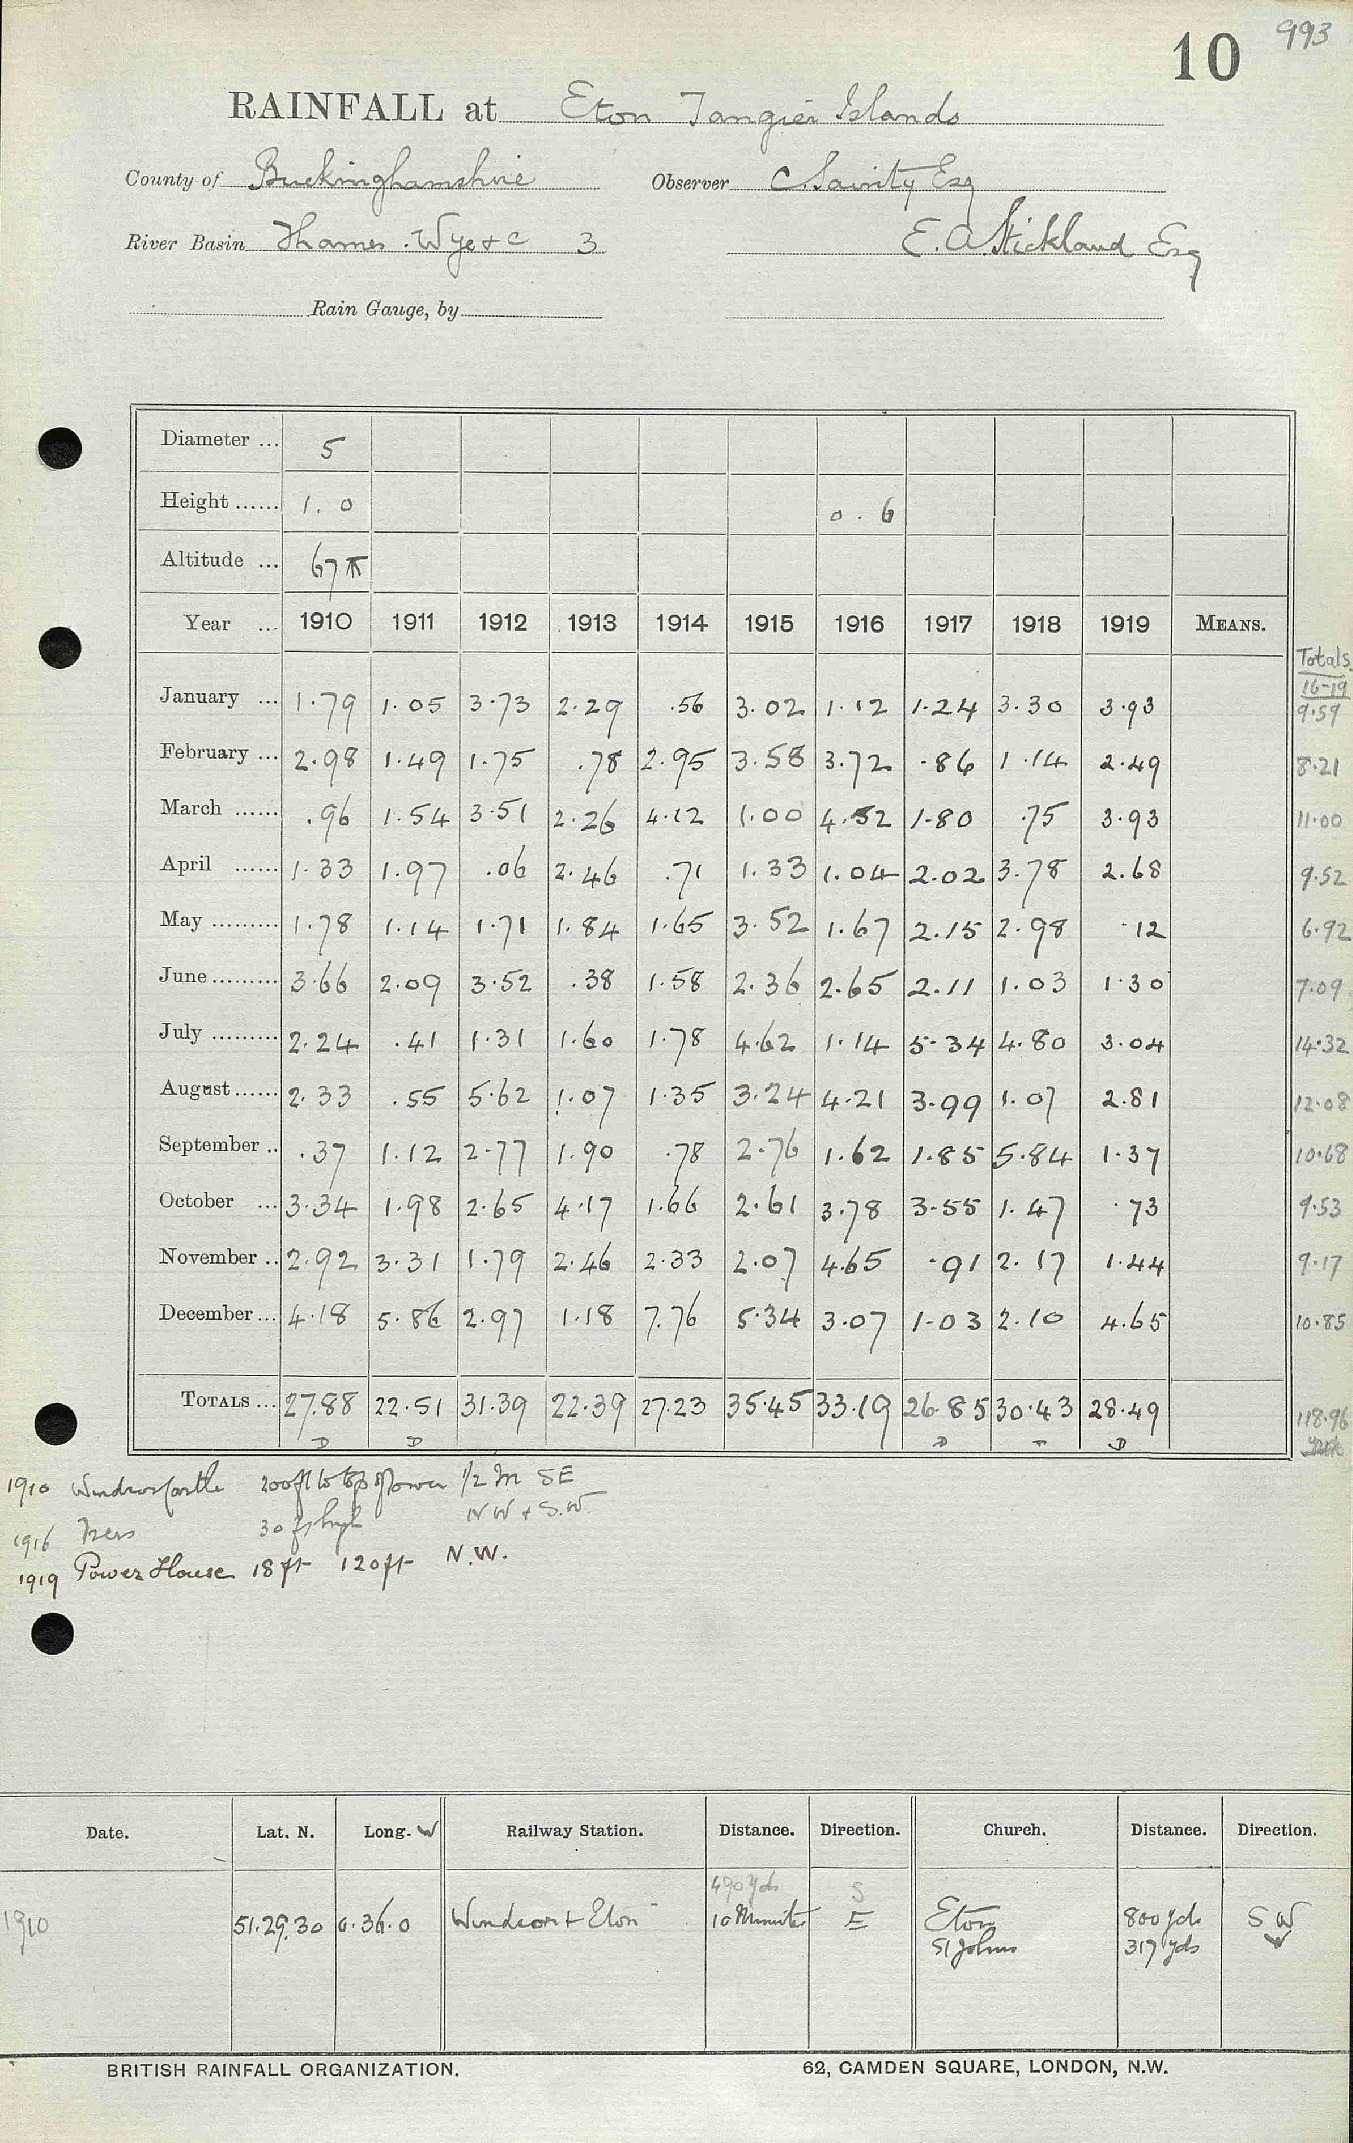 10 993
RAINFALL at Eton Tangier Islands
County of Buckinghamshire Observer C. Sainty Esq
River Basin Thames. Wye &c 3 E. A. Stickland Esq
Rain Gauge, by
Diameter ... 5
Height ...... 1. 0 0. 6
Altitude ... 67
Year ... 1910 1911 1912 1913 1914 1915 1916 1917 1918 1919 MEANS. Totals 16-19
January ... 1.79 1.05 3.73 2.29 .56 3.02 1.12 1.24 3.30 3.93 9.59
February ... 2.98 1.49 1.75 .78 2.95 3.58 3.72 .86 1.14 2.49 8.21
March ...... .96 1.54 3.51 2.26 4.12 1.00 4.52 1.80 .75 3.93 11.00
April ...... 1.33 1.97 .06 2.46 .71 1.33 1.04 2.02 3.78 2.68 9.52
May ......... 1.78 1.14 1.71 1.84 1.65 3.52 1.67 2.15 2.98 .12 6.92
June ......... 3.66 2.09 3.52 .38 1.58 2.36 2.65 2.11 1.03 1.30 7.09
July ......... 2.24 .41 1.31 1.60 1.78 4.62 1.14 5.34 4.80 3.04 14.32
August ...... 2.33 .55 5.62 1.07 1.35 3.24 4.21 3.99 1.07 2.81 12.08
September .. .37 1.12 2.77 1.90 .78 2.76 1.62 1.85 5.84 1.37 10.68
October ... 3.34 1.98 2.65 4.17 1.66 2.61 3.78 3.55 1.47 .73 9.53
November .. 2.92 3.31 1.79 2.46 2.33 2.07 4.65 .91 2.17 1.44 9.17
December ... 4.18 5.86 2.97 1.18 7.76 5.34 3.07 1.03 2.10 4.65 10.85
TOTALS ... 27.88 22.51 31.39 22.39 27.23 35.45 33.19 26.85 30.43 28.49 118.96
1910 Windsor Castle 200 ft to top of tower 1/2 m SE
1916 Trees 30 ft high NW + S.W
1919 Power House 18 ft 120 ft N.W.
Date. Lat. N. Long. W Railway Station. Distance. Direction. Church. Distance. Direction.
490 yds S
1910 51.29.30 0.36.0 Windsor + Eton 10 Minutes E Eton 800 yds S W
St Johns 317 yds W
BRITISH RAINFALL ORGANIZATION. 62, CAMDEN SQUARE, LONDON, N.W.